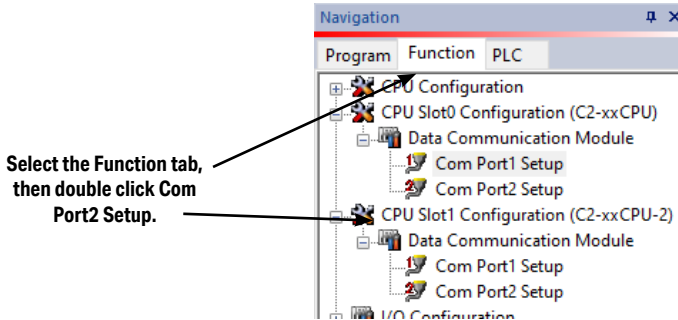 Navigation
Program Function PLC
CPU Configuration
CPU Slot0 Configuration (C2-xxCPU)
Data Communication Module
Com Port1 Setup
Com Port2 Setup
CPU Slot1 Configuration (C2-xxCPU-2)
Data Communication Module
Com Port1 Setup
Com Port2 Setup
I/O Configuration
Select the Function tab,
then double click Com
Port2 Setup.